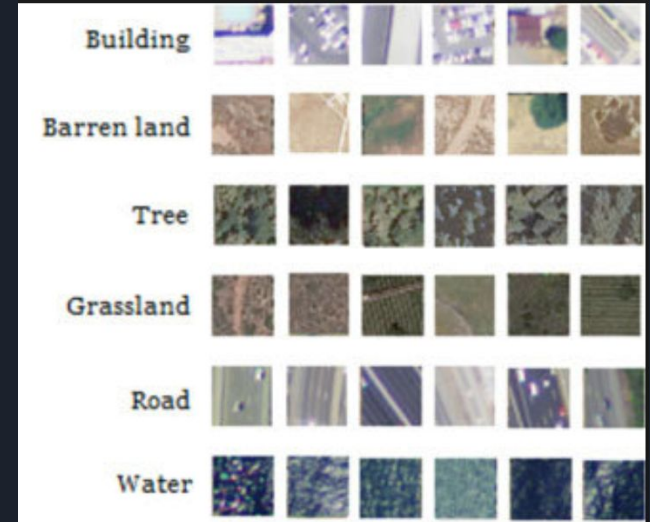 Building
Barren land
Tree
Grassland
Road
Water